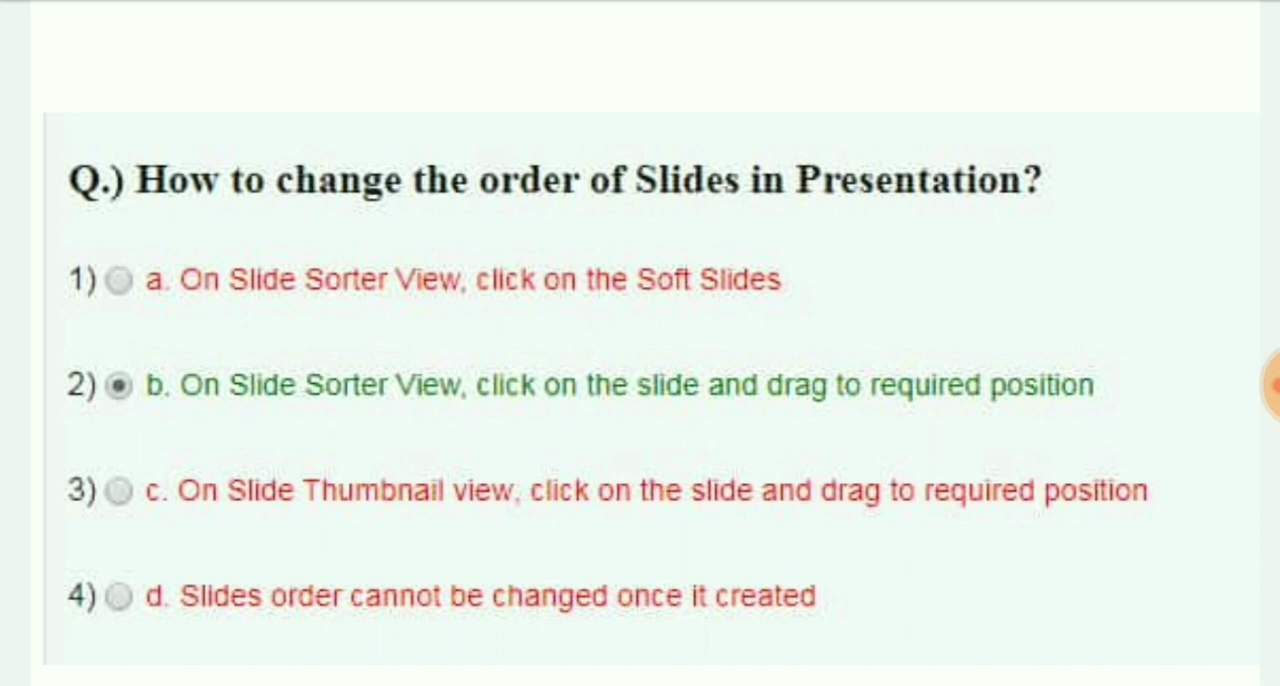 Q.) How to change the order of Slides in Presentation?
1) a. On Slide Sorter View, click on the Soft Slides
2) b. On Slide Sorter View, click on the slide and drag to required position
3) c. On Slide Thumbnail view, click on the slide and drag to required position
4) d. Slides order cannot be changed once it created